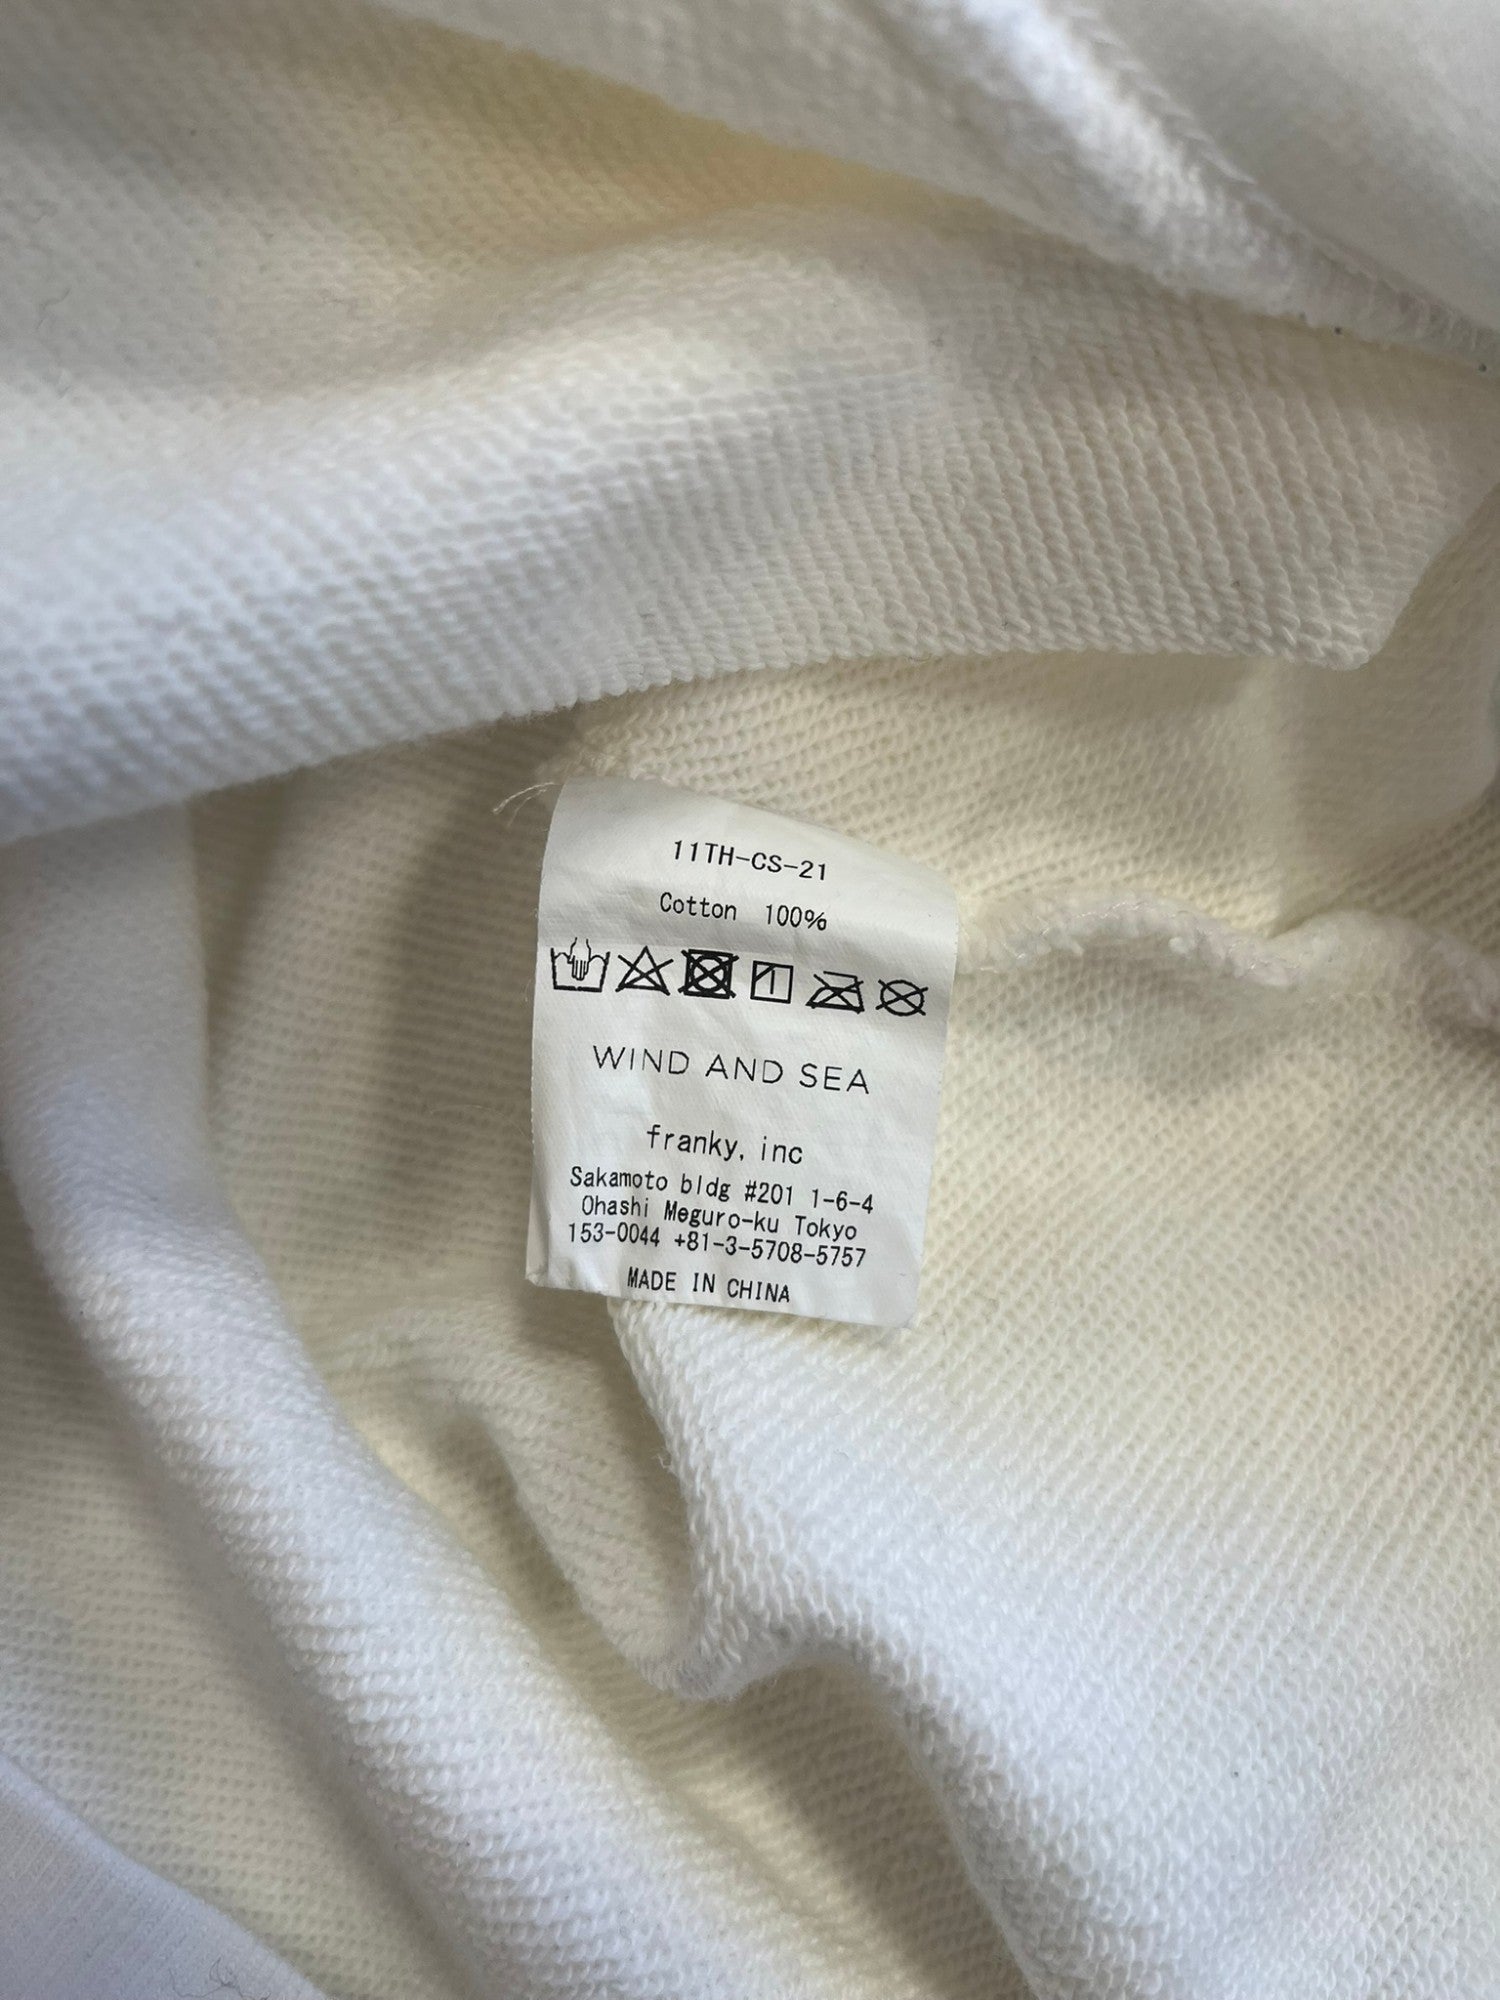 11TH-CS-21
Cotton 100%
WIND AND SEA
franky, inc
Sakamoto bldg #201 1-6-4
Ohashi Meguro-ku Tokyo
153-0044 +81-3-5708-5757
MADE IN CHINA